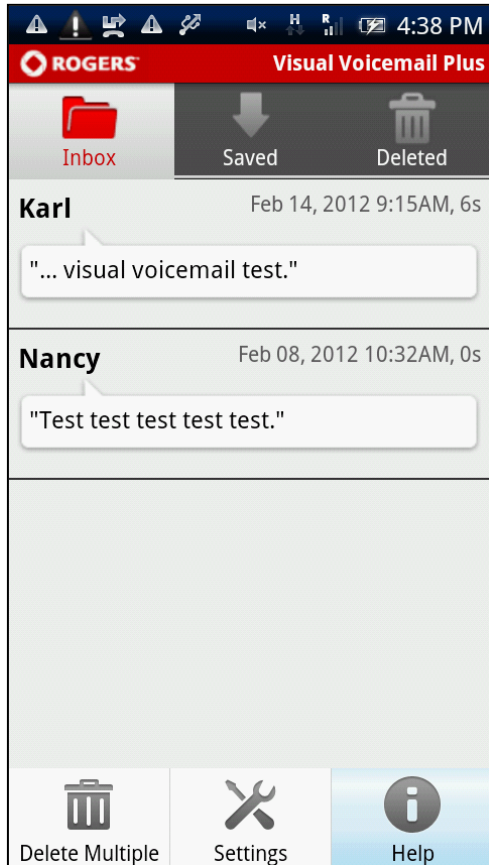 H R 4:38 PM
ROGERS™ Visual Voicemail Plus
Inbox Saved Deleted
Karl Feb 14, 2012 9:15AM, 6s
"... visual voicemail test."
Nancy Feb 08, 2012 10:32AM, 0s
"Test test test test test."
Delete Multiple Settings Help